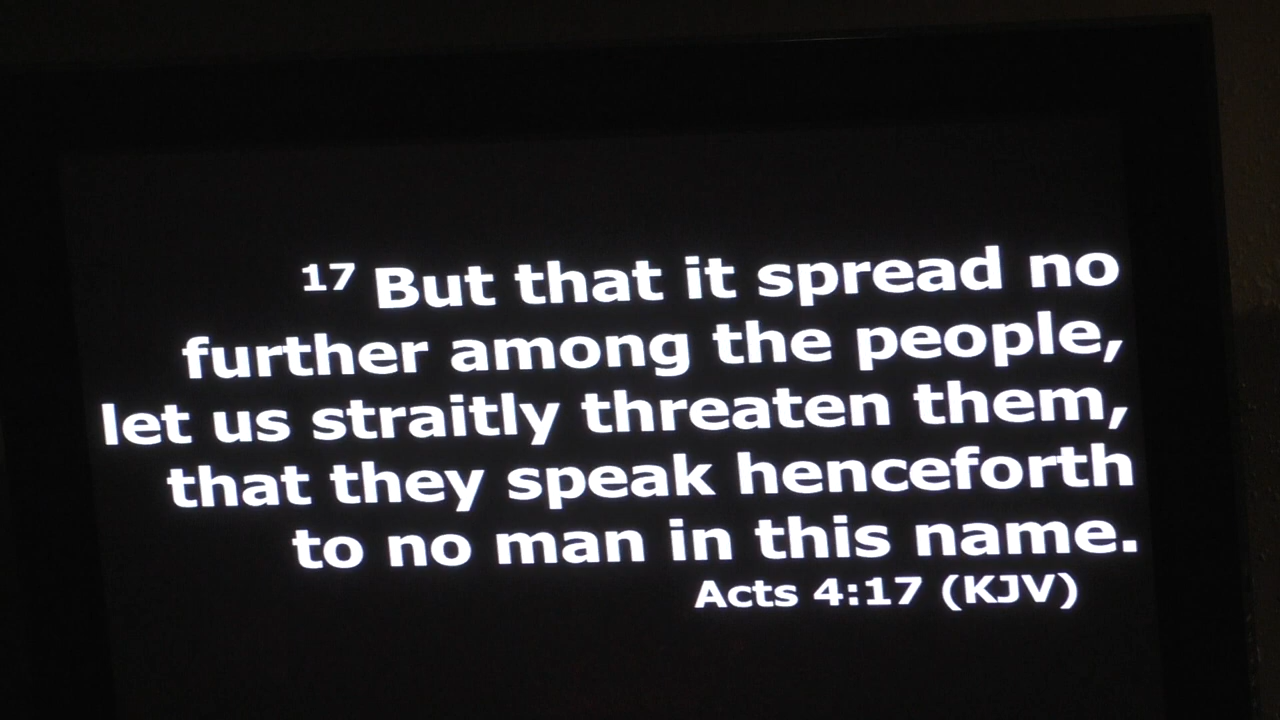 17 But that it spread no
further among the people,
let us straitly threaten them,
that they speak henceforth
to no man in this name.
Acts 4:17 (KJV)